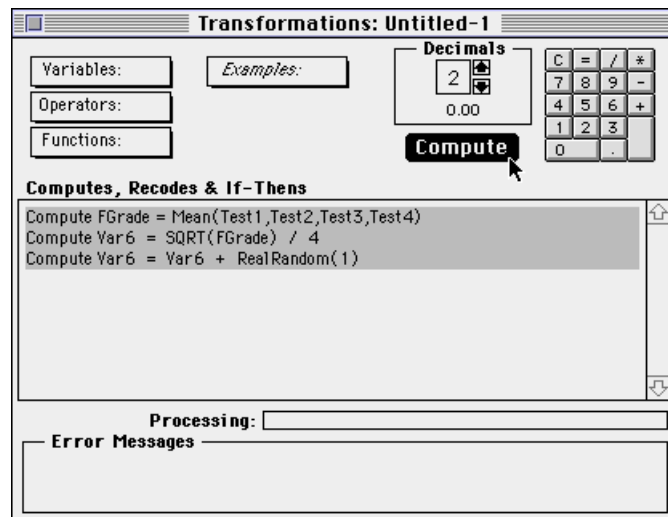 Transformations: Untitled-1
Variables:
Examples:
Decimals
2
0.00
C = / *
7 8 9 -
4 5 6 +
1 2 3
0 .
Operators:
Functions:
Compute
Computes, Recodes & If-Thens
Compute FGrade = Mean(Test1,Test2,Test3,Test4)
Compute Var6 = SQRT(FGrade) / 4
Compute Var6 = Var6 + RealRandom(1)
Processing:
Error Messages